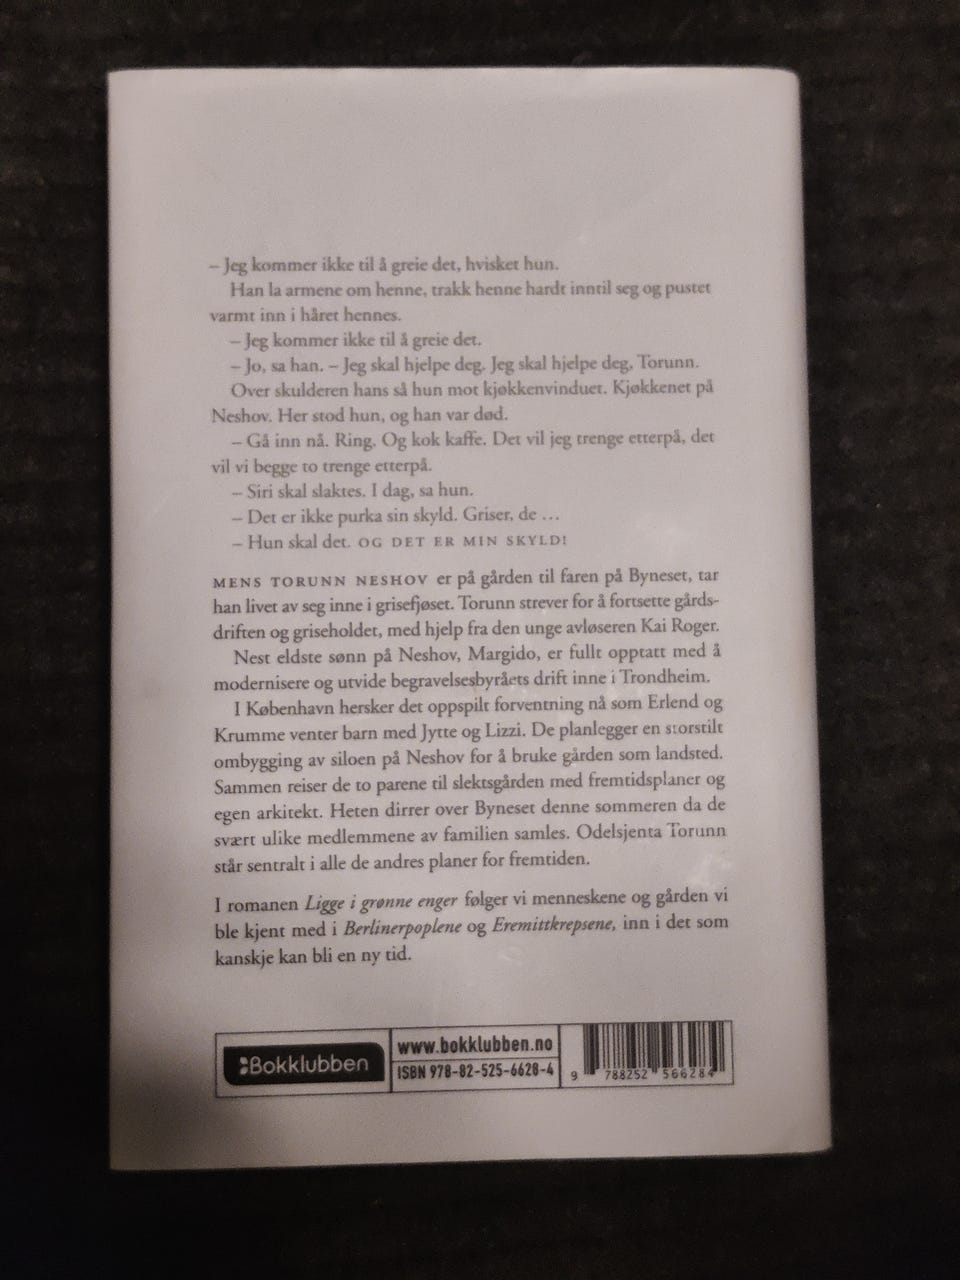 – Jeg kommer ikke til å greie det, hvisket hun.
Han la armene om henne, trakk henne hardt inntil seg og pustet
varmt inn i håret hennes.
– Jeg kommer ikke til å greie det.
– Jo, sa han. – Jeg skal hjelpe deg. Jeg skal hjelpe deg, Torunn.
Over skulderen hans så hun mot kjøkkenvinduet. Kjøkkenet på
Neshov. Her stod hun, og han var død.
– Gå inn nå. Ring. Og kok kaffe. Det vil jeg trenge etterpå, det
vil vi begge to trenge etterpå.
– Siri skal slaktes. I dag, sa hun.
– Det er ikke purka sin skyld. Griser, de …
– Hun skal det. OG DET ER MIN SKYLD!
MENS TORUNN NESHOV er på gården til faren på Byneset, tar
han livet av seg inne i grisefjøset. Torunn strever for å fortsette gårds-
driften og griseholdet, med hjelp fra den unge avløseren Kai Roger.
Nest eldste sønn på Neshov, Margido, er fullt opptatt med å
modernisere og utvide begravelsesbyråets drift inne i Trondheim.
I København hersker det oppspilt forventning nå som Erlend og
Krumme venter barn med Jytte og Lizzi. De planlegger en storstilt
ombygging av siloen på Neshov for å bruke gården som landsted.
Sammen reiser de to parene til slektsgården med fremtidsplaner og
egen arkitekt. Heten dirrer over Byneset denne sommeren da de
svært ulike medlemmene av familien samles. Odelsjenta Torunn
står sentralt i alle de andres planer for fremtiden.
I romanen Ligge i grønne enger følger vi menneskene og gården vi
ble kjent med i Berlinerpoplene og Eremittkrepsene, inn i det som
kanskje kan bli en ny tid.
Bokklubben
www.bokklubben.no
ISBN 978-82-525-6628-4
9 788252 566284